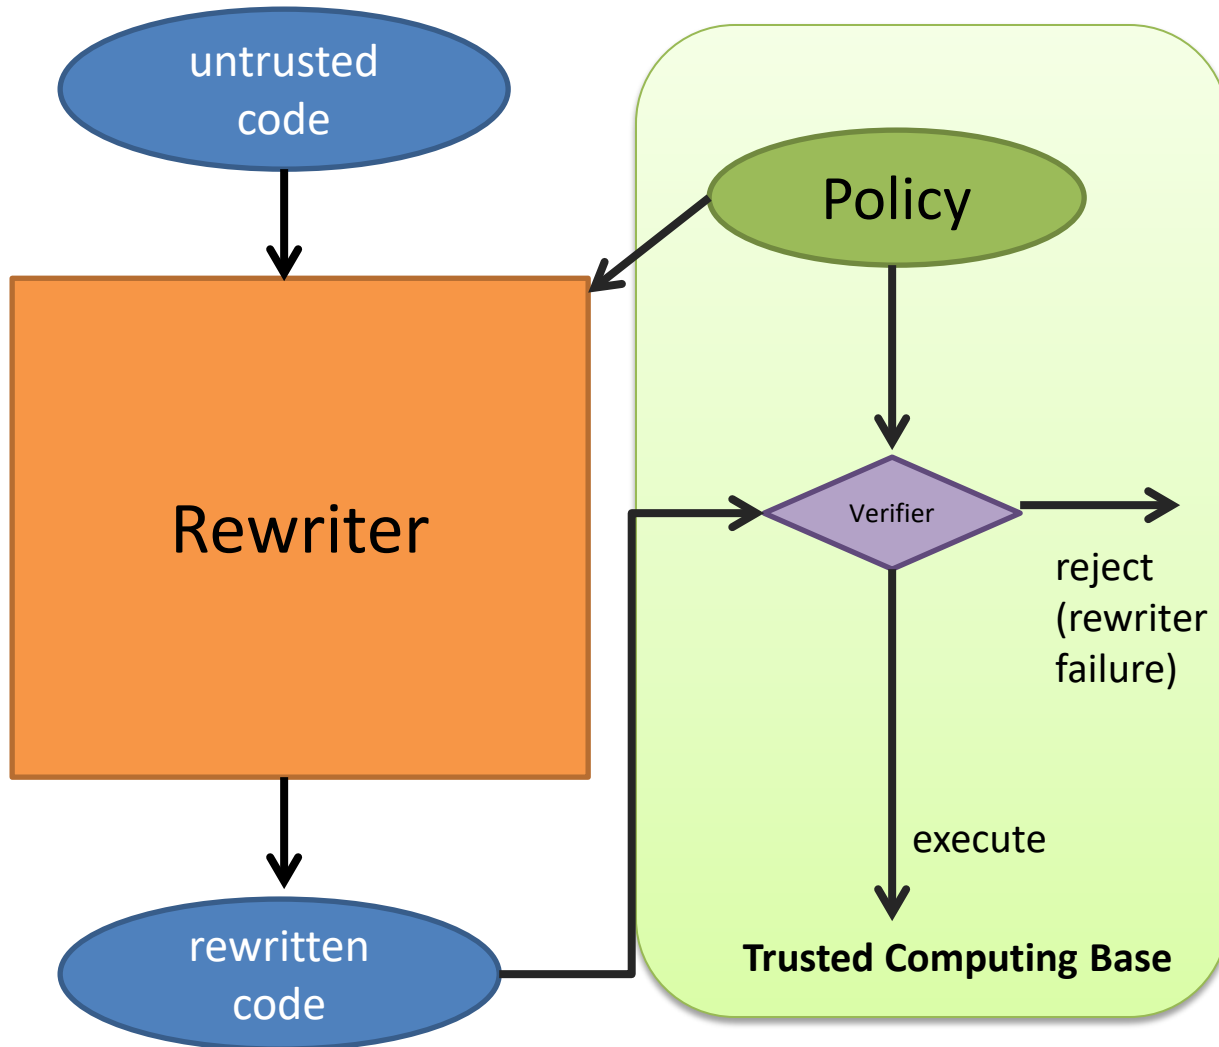 untrusted
code
Policy
Rewriter
Verifier
reject
(rewriter
failure)
execute
rewritten
code
Trusted Computing Base